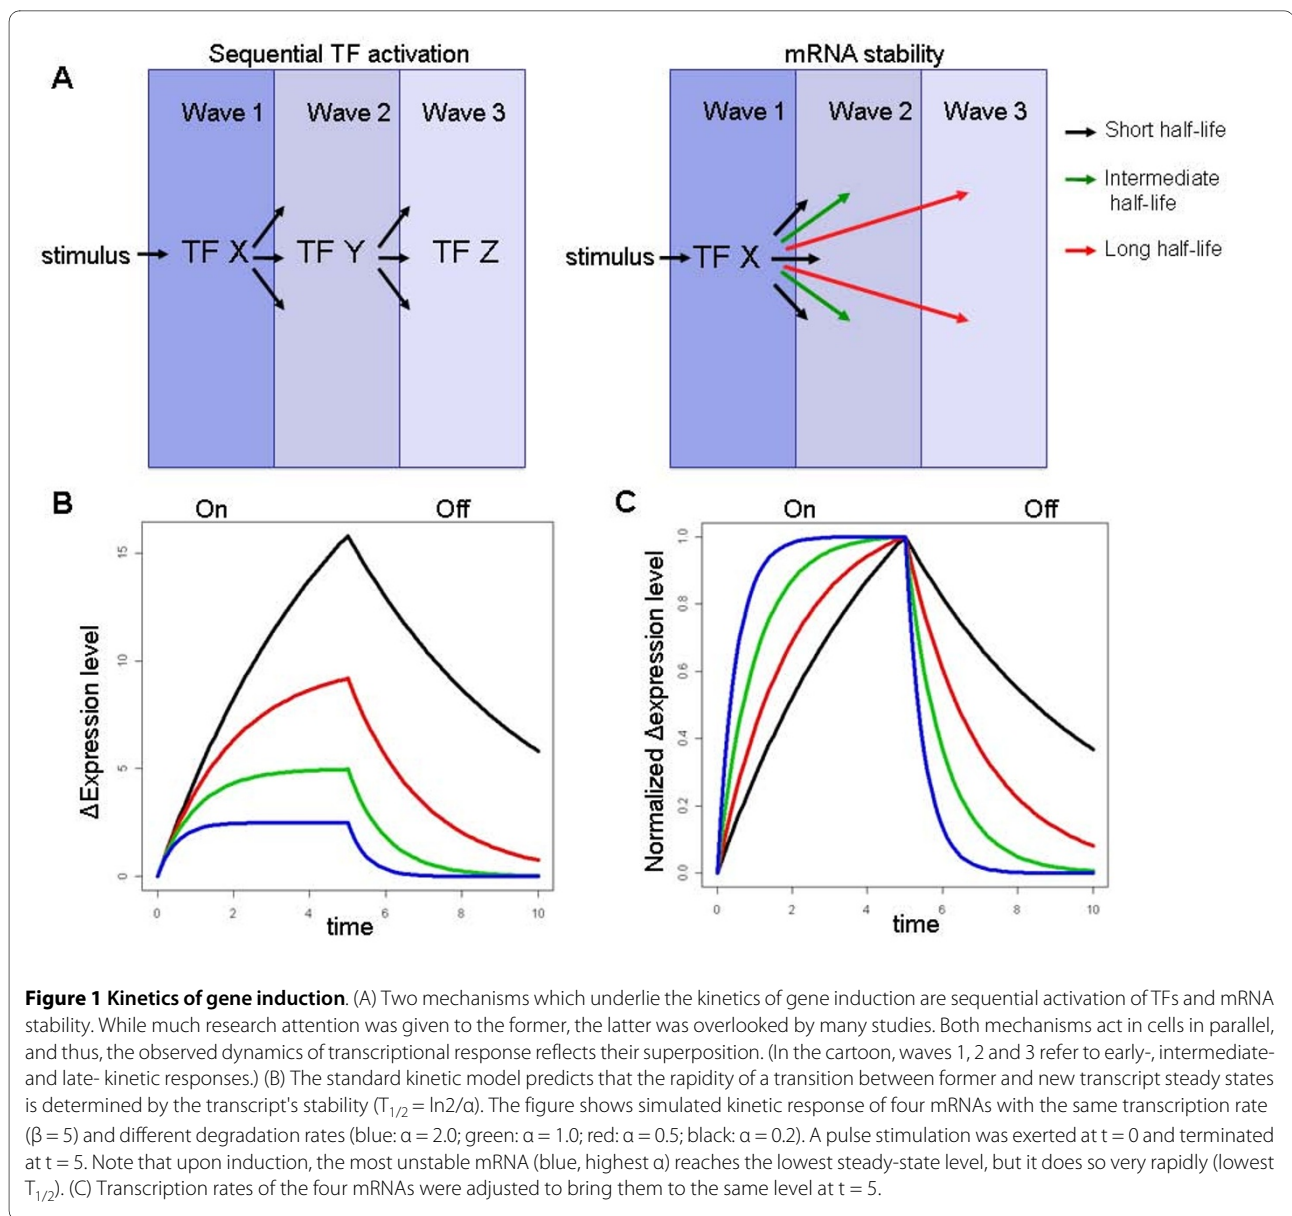 Sequential TF activation
mRNA stability
A
Wave 1
Wave 2
Wave 3
Wave 1
Wave 2
Wave 3
Short half-life
Intermediate
half-life
Long half-life
stimulus
TF X
TF Y
TF Z
stimulus
TF X
B
On
Off
ΔExpression level
15
10
5
0
0
2
4
6
8
10
time
C
On
Off
Normalized Δexpression level
1.0
0.8
0.6
0.4
0.2
0.0
0
2
4
6
8
10
time
Figure 1 Kinetics of gene induction. (A) Two mechanisms which underlie the kinetics of gene induction are sequential activation of TFs and mRNA
stability. While much research attention was given to the former, the latter was overlooked by many studies. Both mechanisms act in cells in parallel,
and thus, the observed dynamics of transcriptional response reflects their superposition. (In the cartoon, waves 1, 2 and 3 refer to early-, intermediate-
and late- kinetic responses.) (B) The standard kinetic model predicts that the rapidity of a transition between former and new transcript steady states
is determined by the transcript's stability (T1/2 = ln2/α). The figure shows simulated kinetic response of four mRNAs with the same transcription rate
(β = 5) and different degradation rates (blue: α = 2.0; green: α = 1.0; red: α = 0.5; black: α = 0.2). A pulse stimulation was exerted at t = 0 and terminated
at t = 5. Note that upon induction, the most unstable mRNA (blue, highest α) reaches the lowest steady-state level, but it does so very rapidly (lowest
T1/2). (C) Transcription rates of the four mRNAs were adjusted to bring them to the same level at t = 5.